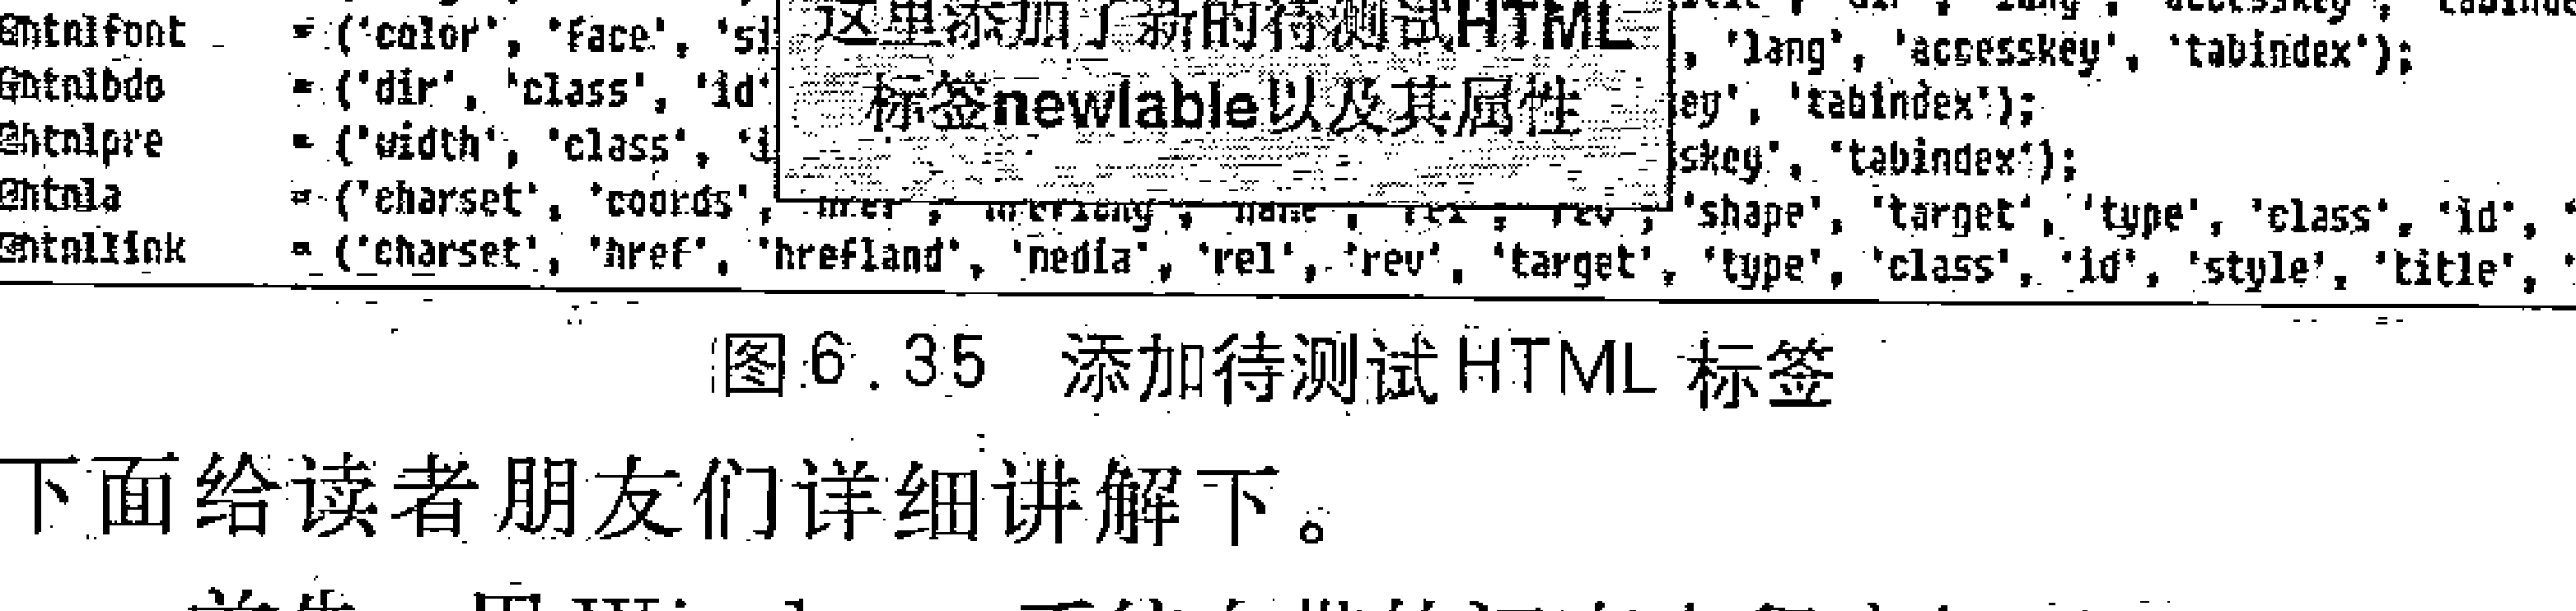 @htmlfont = ('color', 'face', 'si
, 'lang', 'accesskey', 'tabindex');
@htmlbdo = ('dir', 'class', 'id'
ey', 'tabindex');
@htmlpre = ('width', 'class', 'i
skey', 'tabindex');
这里添加了新的待测试HTML
标签newlable以及其属性
@htmla = ('charset', 'coords', 'href', 'hreflang', 'name', 'rel', 'rev', 'shape', 'target', 'type', 'class', 'id', '
@htmllink = ('charset', 'href', 'hrefland', 'media', 'rel', 'rev', 'target', 'type', 'class', 'id', 'style', 'title', '
图6.35 添加待测试HTML标签
下面给读者朋友们详细讲解下。